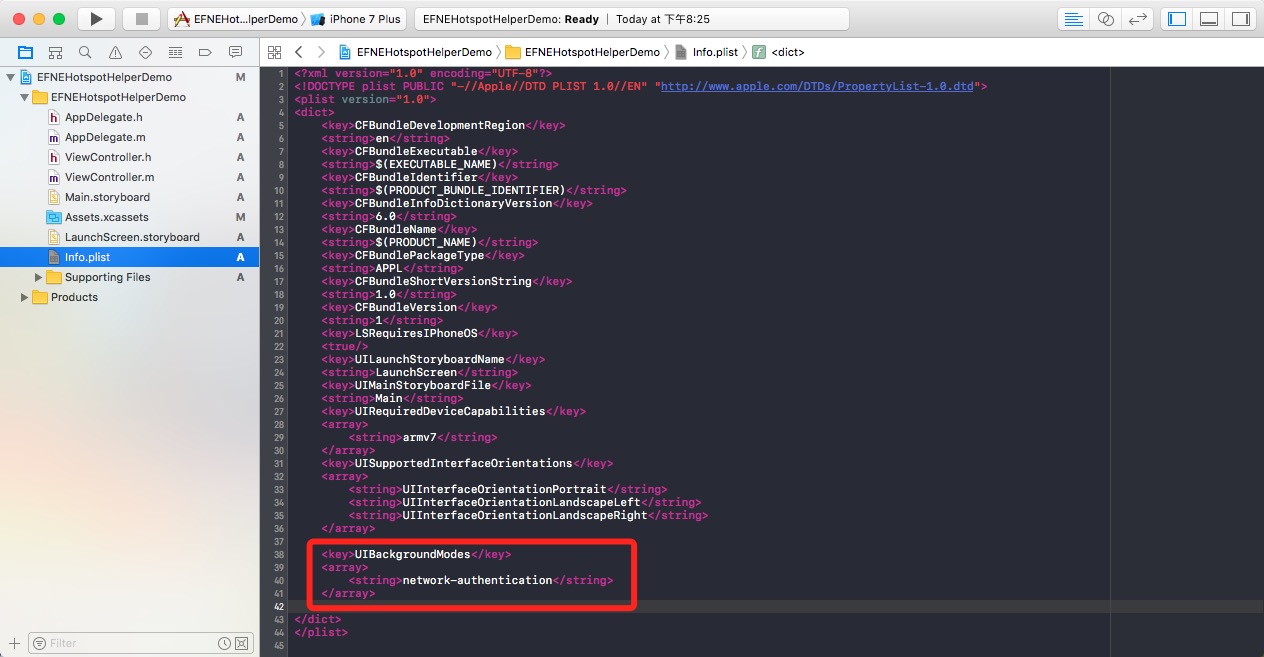 EFNEHot...lperDemo
iPhone 7 Plus
EFNEHotspotHelperDemo: Ready | Today at 下午8:25
EFNEHotspotHelperDemo
EFNEHotspotHelperDemo
Info.plist
f <dict>
EFNEHotspotHelperDemo M
EFNEHotspotHelperDemo
h AppDelegate.h A
m AppDelegate.m A
h ViewController.h A
m ViewController.m A
Main.storyboard A
Assets.xcassets M
LaunchScreen.storyboard A
Info.plist A
Supporting Files A
Products
Filter
1 <?xml version="1.0" encoding="UTF-8"?>
2 <!DOCTYPE plist PUBLIC "-//Apple//DTD PLIST 1.0//EN" "http://www.apple.com/DTDs/PropertyList-1.0.dtd">
3 <plist version="1.0">
4 <dict>
5 <key>CFBundleDevelopmentRegion</key>
6 <string>en</string>
7 <key>CFBundleExecutable</key>
8 <string>$(EXECUTABLE_NAME)</string>
9 <key>CFBundleIdentifier</key>
10 <string>$(PRODUCT_BUNDLE_IDENTIFIER)</string>
11 <key>CFBundleInfoDictionaryVersion</key>
12 <string>6.0</string>
13 <key>CFBundleName</key>
14 <string>$(PRODUCT_NAME)</string>
15 <key>CFBundlePackageType</key>
16 <string>APPL</string>
17 <key>CFBundleShortVersionString</key>
18 <string>1.0</string>
19 <key>CFBundleVersion</key>
20 <string>1</string>
21 <key>LSRequiresIPhoneOS</key>
22 <true/>
23 <key>UILaunchStoryboardName</key>
24 <string>LaunchScreen</string>
25 <key>UIMainStoryboardFile</key>
26 <string>Main</string>
27 <key>UIRequiredDeviceCapabilities</key>
28 <array>
29 <string>armv7</string>
30 </array>
31 <key>UISupportedInterfaceOrientations</key>
32 <array>
33 <string>UIInterfaceOrientationPortrait</string>
34 <string>UIInterfaceOrientationLandscapeLeft</string>
35 <string>UIInterfaceOrientationLandscapeRight</string>
36 </array>
37
38 <key>UIBackgroundModes</key>
39 <array>
40 <string>network-authentication</string>
41 </array>
42
43 </dict>
44 </plist>
45